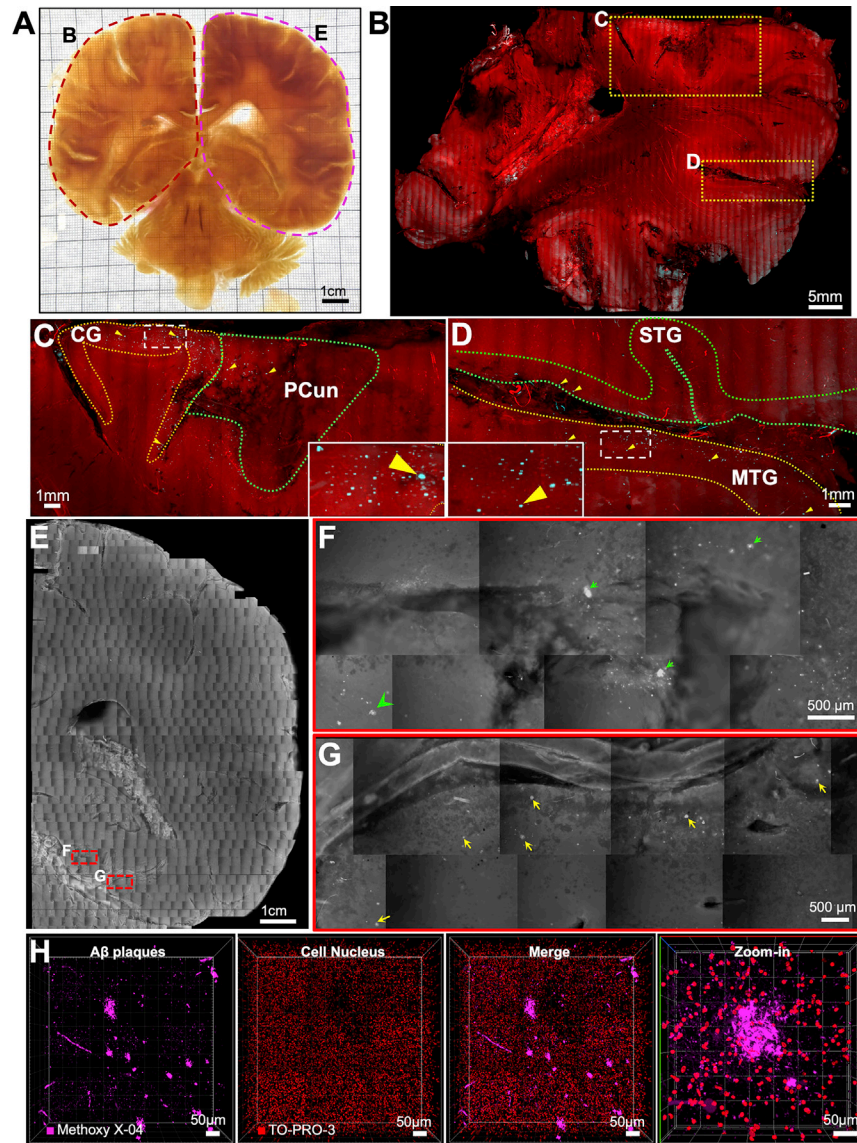 A
B
E
1cm
B
C
D
5mm
C
CG
PCun
1mm
D
STG
MTG
1mm
E
F
G
1cm
F
500 µm
G
500 µm
H
Aβ plaques
Cell Nucleus
Merge
Zoom-in
Methoxy X-04
50µm
TO-PRO-3
50µm
50µm
50µm